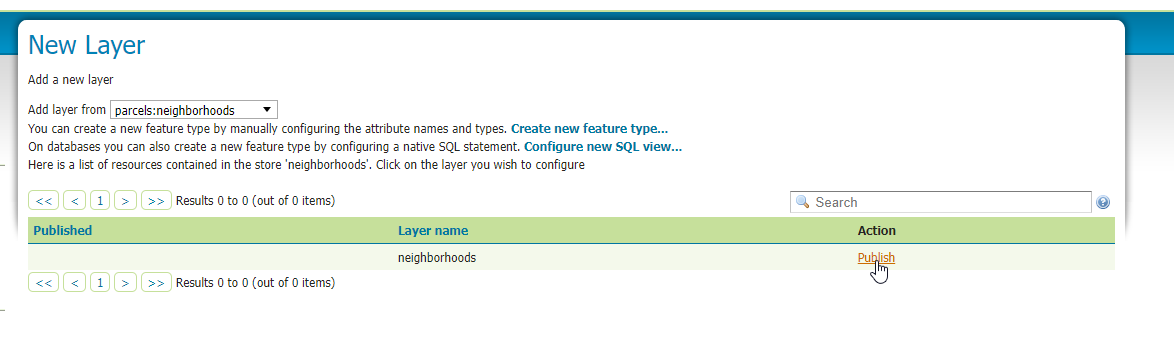 New Layer
Add a new layer
Add layer from parcels:neighborhoods
You can create a new feature type by manually configuring the attribute names and types. Create new feature type...
On databases you can also create a new feature type by configuring a native SQL statement. Configure new SQL view...
Here is a list of resources contained in the store 'neighborhoods'. Click on the layer you wish to configure
<< < 1 > >> Results 0 to 0 (out of 0 items) Search
Published Layer name Action
neighborhoods Publish
<< < 1 > >> Results 0 to 0 (out of 0 items)